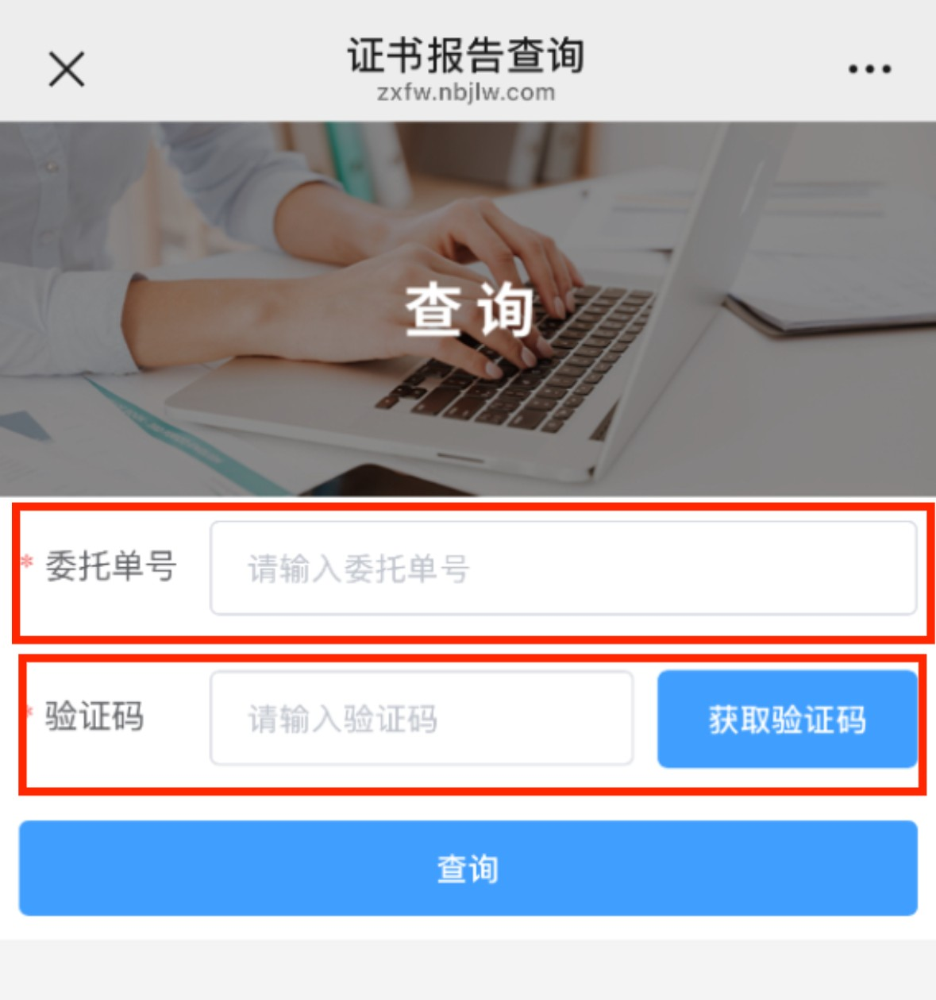 证书报告查询
zxfw.nbjlw.com
查询
* 委托单号 请输入委托单号
* 验证码 请输入验证码 获取验证码
查询